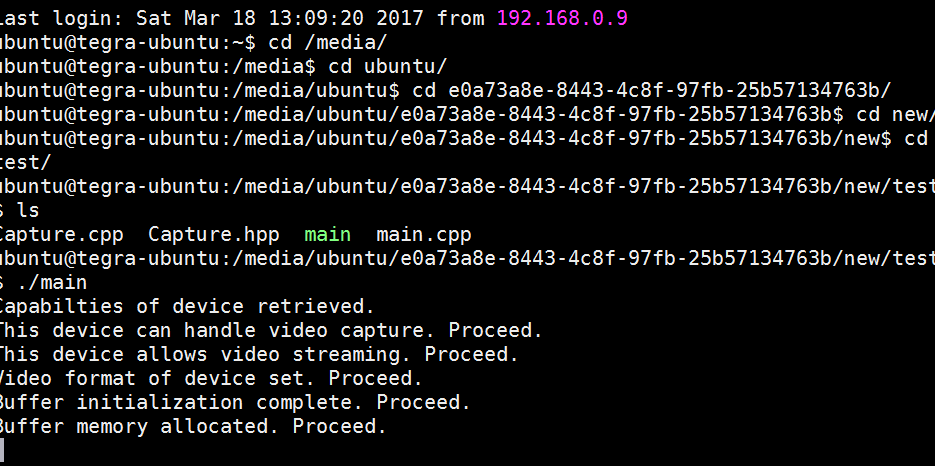 Last login: Sat Mar 18 13:09:20 2017 from 192.168.0.9
ubuntu@tegra-ubuntu:~$ cd /media/
ubuntu@tegra-ubuntu:/media$ cd ubuntu/
ubuntu@tegra-ubuntu:/media/ubuntu$ cd e0a73a8e-8443-4c8f-97fb-25b57134763b/
ubuntu@tegra-ubuntu:/media/ubuntu/e0a73a8e-8443-4c8f-97fb-25b57134763b$ cd new/
ubuntu@tegra-ubuntu:/media/ubuntu/e0a73a8e-8443-4c8f-97fb-25b57134763b/new$ cd
test/
ubuntu@tegra-ubuntu:/media/ubuntu/e0a73a8e-8443-4c8f-97fb-25b57134763b/new/test
$ ls
Capture.cpp  Capture.hpp  main  main.cpp
ubuntu@tegra-ubuntu:/media/ubuntu/e0a73a8e-8443-4c8f-97fb-25b57134763b/new/test
$ ./main
Capabilties of device retrieved.
This device can handle video capture. Proceed.
This device allows video streaming. Proceed.
Video format of device set. Proceed.
Buffer initialization complete. Proceed.
Buffer memory allocated. Proceed.